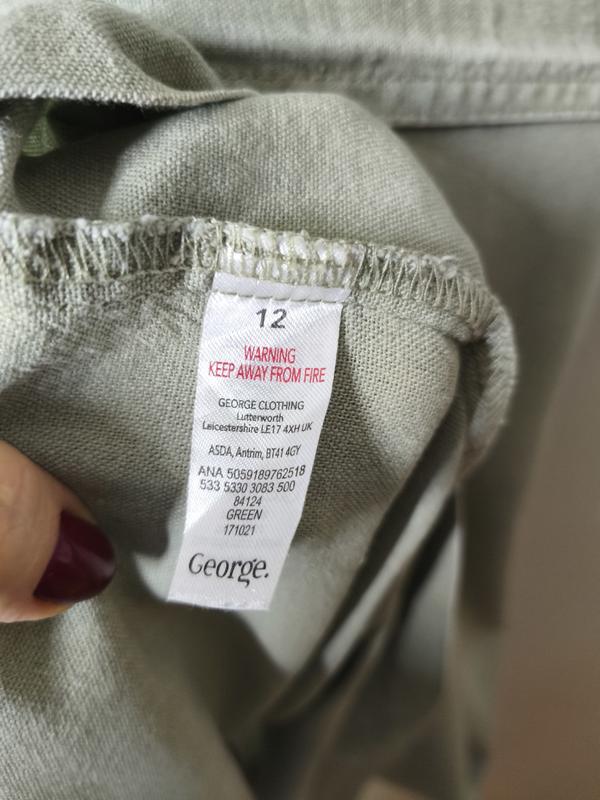 12
WARNING
KEEP AWAY FROM FIRE
GEORGE CLOTHING
Lutterworth
Leicestershire LE17 4XH UK
ASDA, Antrim, BT41 4GY
ANA 5059189762518
533 5330 3083 500
84124
GREEN
171021
George.